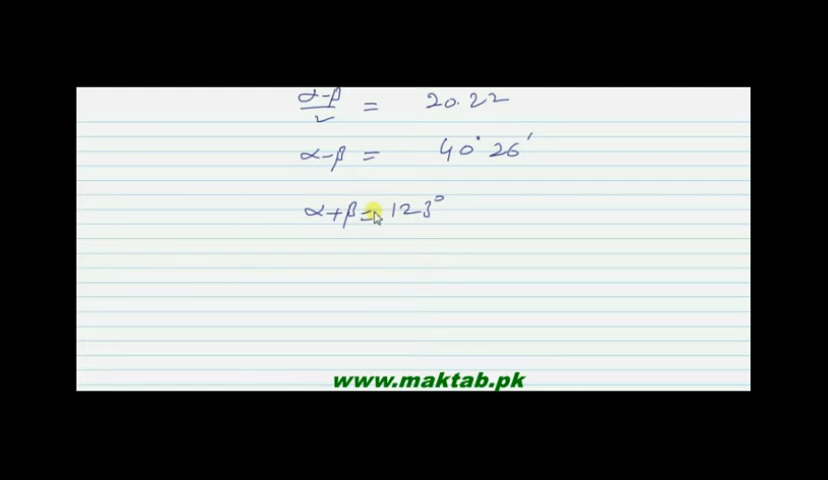 α-β/2 = 20.22
α-β = 40° 26'
α+β = 123°
www.maktab.pk